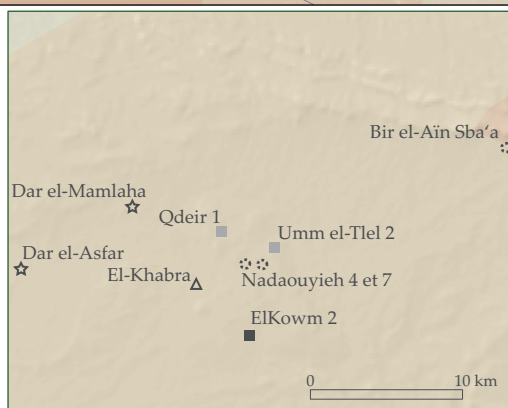 Bir el-Aïn Sba‘a
Dar el-Mamlaha
Qdeir 1
Umm el-Tlel 2
Dar el-Asfar
El-Khabra
Nadaouyieh 4 et 7
ElKowm 2
0 10 km